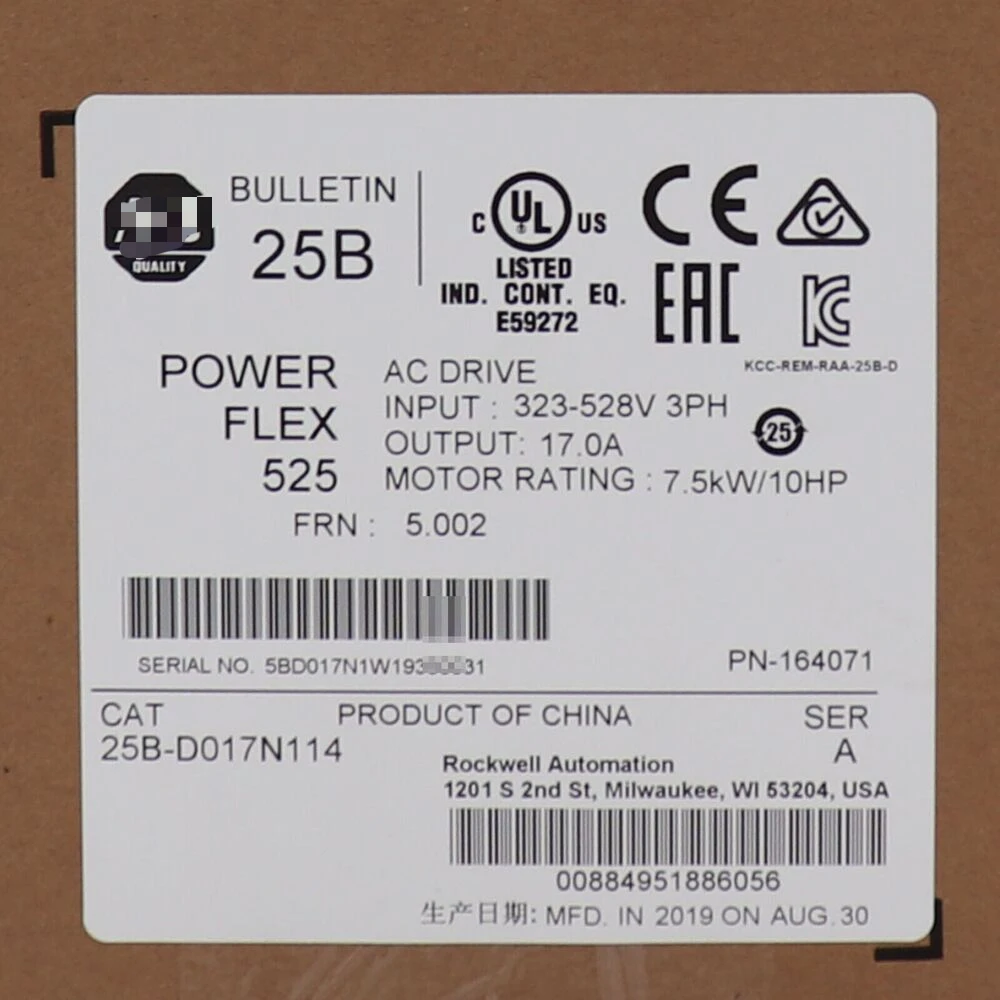 QUALITY
BULLETIN
25B
C UL US
LISTED
IND. CONT. EQ.
E59272
CE
EAC
KC
KCC-REM-RAA-25B-D
POWER
FLEX
525
AC DRIVE
INPUT : 323-528V 3PH
OUTPUT: 17.0A
MOTOR RATING : 7.5kW/10HP
25
FRN : 5.002
SERIAL NO.
PN-164071
CAT
25B-D017N114
PRODUCT OF CHINA
SER
A
Rockwell Automation
1201 S 2nd St, Milwaukee, WI 53204, USA
00884951886056
生产日期: MFD. IN 2019 ON AUG. 30